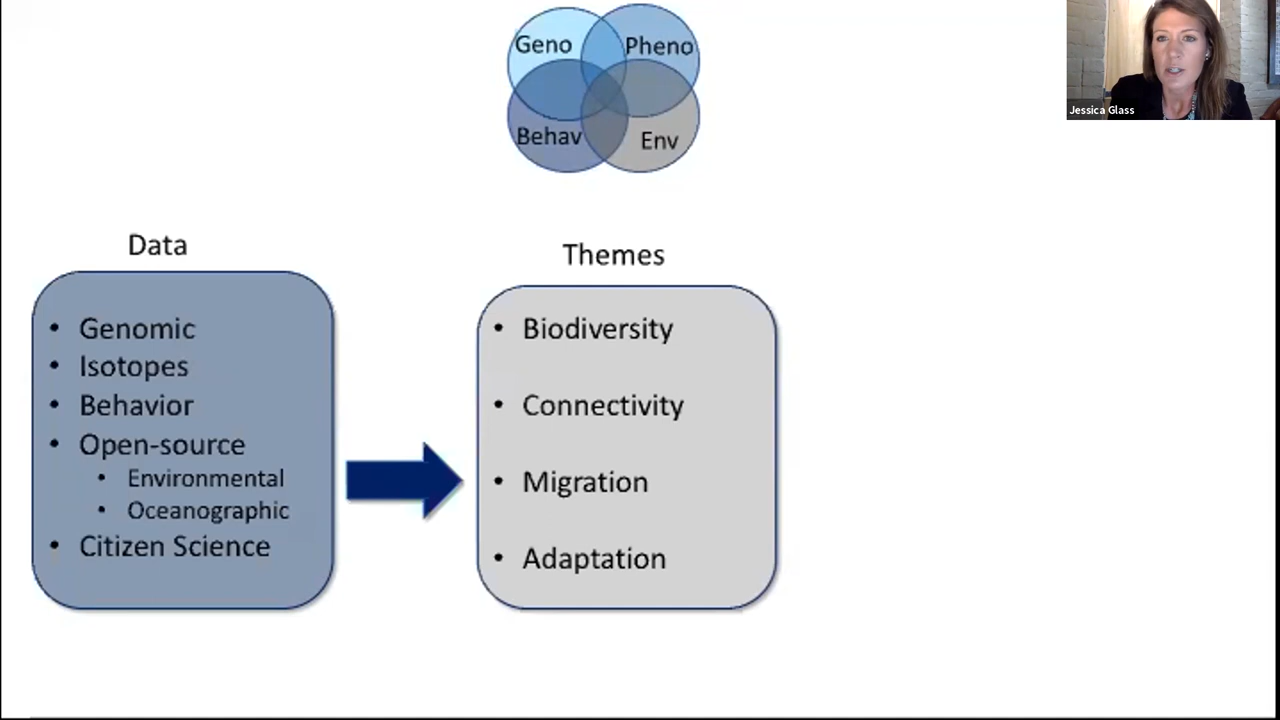 Geno Pheno
Behav Env
Jessica Glass
Data
• Genomic
• Isotopes
• Behavior
• Open-source
• Environmental
• Oceanographic
• Citizen Science
Themes
• Biodiversity
• Connectivity
• Migration
• Adaptation